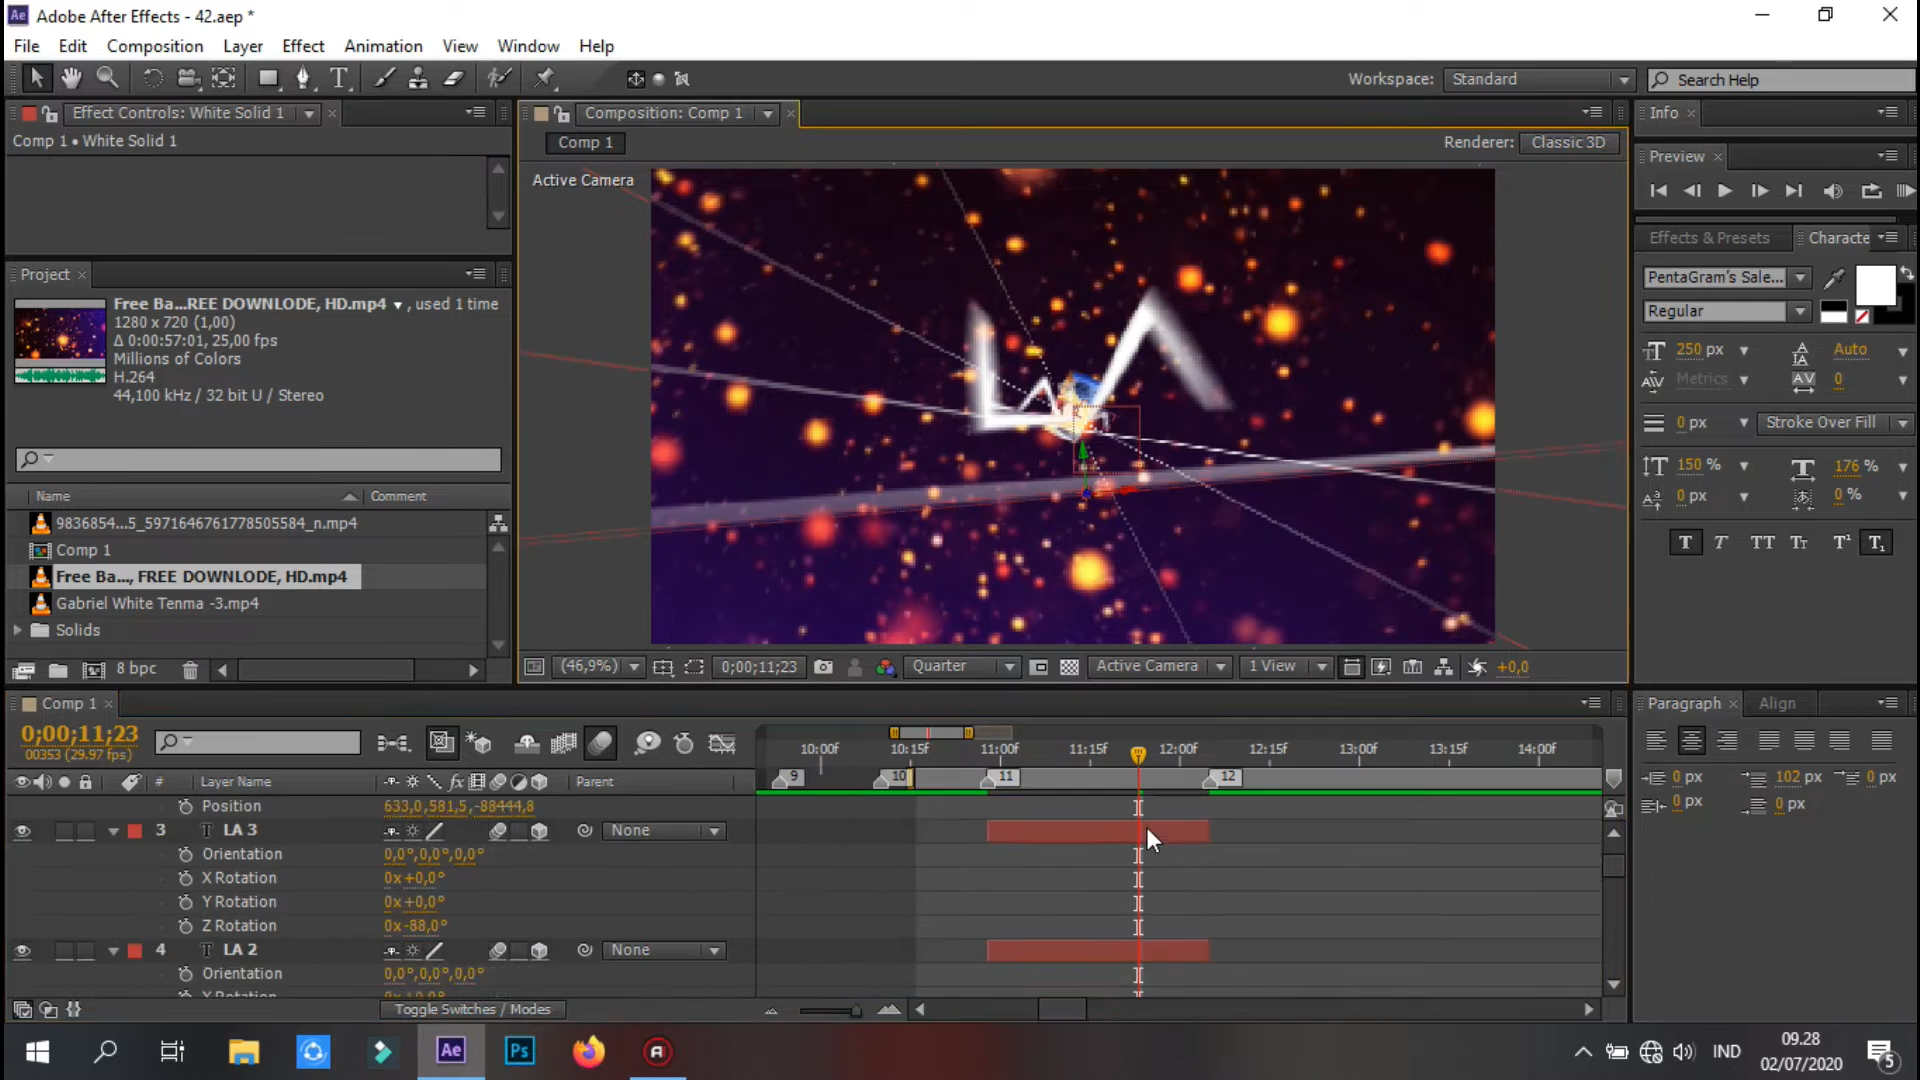 Ae Adobe After Effects - 42.aep *
File Edit Composition Layer Effect Animation View Window Help
Workspace: Standard Search Help
Effect Controls: White Solid 1
Comp 1 • White Solid 1
Composition: Comp 1
Comp 1
Renderer: Classic 3D
Active Camera
LA
Info
Preview
Effects & Presets Characte
PentaGram's Sale...
Regular
250 px Auto
Metrics 0
0 px Stroke Over Fill
150 % 176 %
0 px 0 %
T T TT Tr T¹ T₁
Project
Free Ba...REE DOWNLODE, HD.mp4 , used 1 time
1280 x 720 (1,00)
Δ 0:00:57:01, 25,00 fps
Millions of Colors
H.264
44,100 kHz / 32 bit U / Stereo
Name Comment
9836854...5_5971646761778505584_n.mp4
Comp 1
Free Ba..., FREE DOWNLODE, HD.mp4
Gabriel White Tenma -3.mp4
Solids
8 bpc
(46,9%) 0;00;11;23 Quarter Active Camera 1 View +0,0
Comp 1
0;00;11;23
00353 (29.97 fps)
10:00f 10:15f 11:00f 11:15f 12:00f 12:15f 13:00f 13:15f 14:00f
9 10 11 12
# Layer Name fx Parent
Position 633,0,581,5,-88444,8
3 T LA 3 None
Orientation 0,0°,0,0°,0,0°
X Rotation 0x+0,0°
Y Rotation 0x+0,0°
Z Rotation 0x-88,0°
4 T LA 2 None
Orientation 0,0°,0,0°,0,0°
Toggle Switches / Modes
Paragraph Align
0 px 102 px 0 px
0 px 0 px
Ae Ps IND 09.28
02/07/2020
5